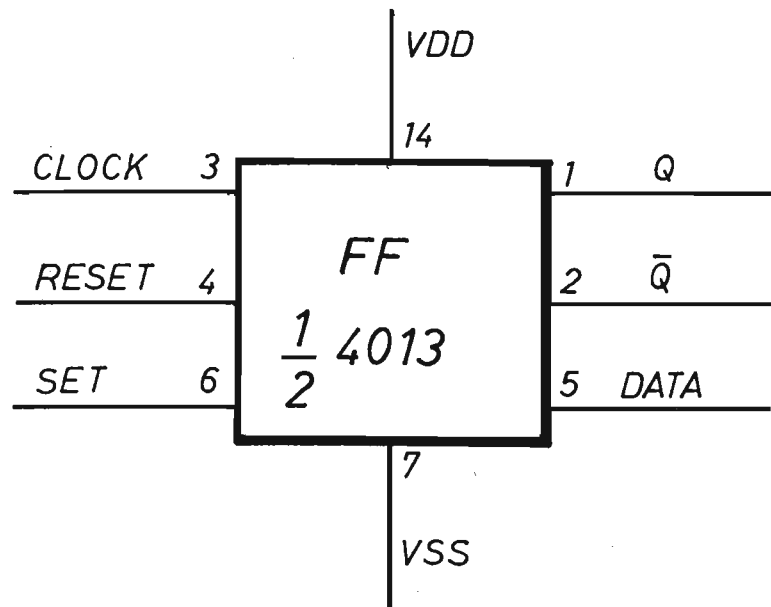 VDD
14
CLOCK 3
1 Q
FF
RESET 4
2 Q̄
1/2 4013
SET 6
5 DATA
7
VSS